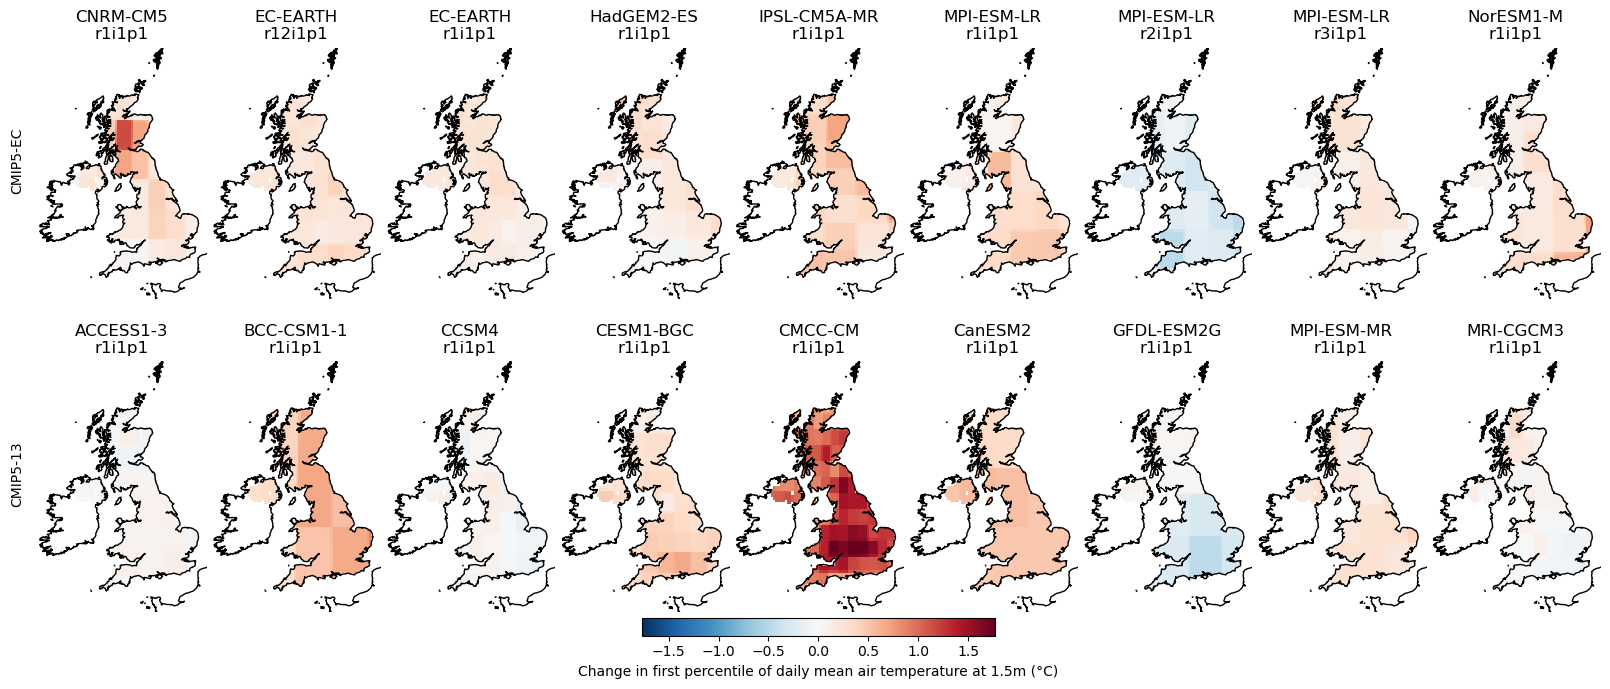 CNRM-CM5
r1i1p1
EC-EARTH
r12i1p1
EC-EARTH
r1i1p1
HadGEM2-ES
r1i1p1
IPSL-CM5A-MR
r1i1p1
MPI-ESM-LR
r1i1p1
MPI-ESM-LR
r2i1p1
MPI-ESM-LR
r3i1p1
NorESM1-M
r1i1p1
CMIP5-EC
ACCESS1-3
r1i1p1
BCC-CSM1-1
r1i1p1
CCSM4
r1i1p1
CESM1-BGC
r1i1p1
CMCC-CM
r1i1p1
CanESM2
r1i1p1
GFDL-ESM2G
r1i1p1
MPI-ESM-MR
r1i1p1
MRI-CGCM3
r1i1p1
CMIP5-13
−1.5 −1.0 −0.5 0.0 0.5 1.0 1.5
Change in first percentile of daily mean air temperature at 1.5m (°C)